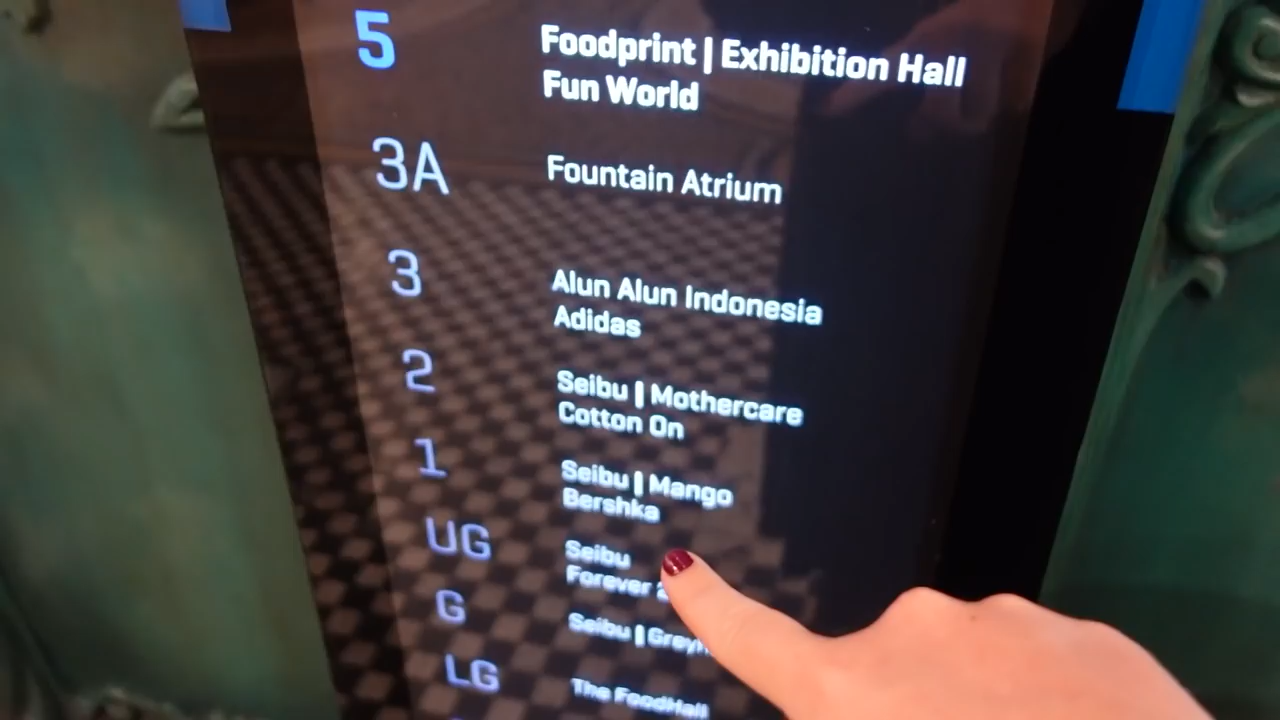 5
Foodprint | Exhibition Hall
Fun World
3A
Fountain Atrium
3
Alun Alun Indonesia
Adidas
2
Seibu | Mothercare
Cotton On
1
Seibu | Mango
Bershka
UG
Seibu
Forever
G
Seibu |
LG
The FoodHall